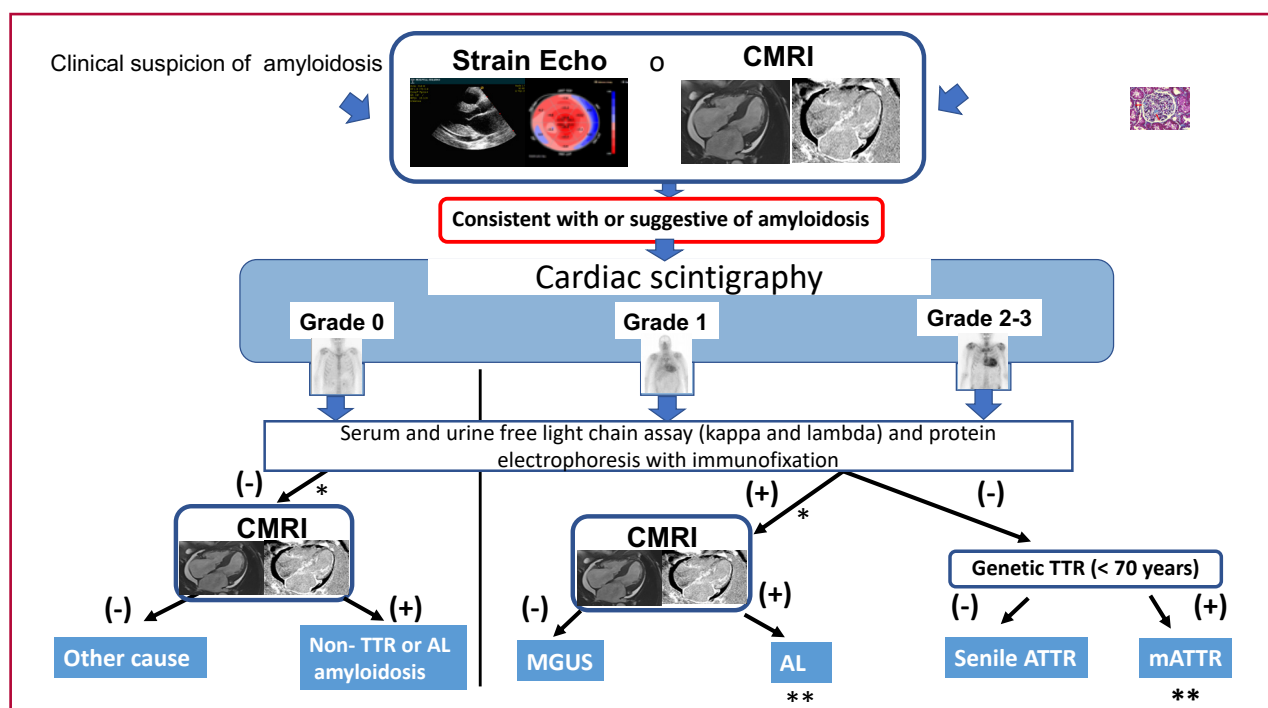 Clinical suspicion of amyloidosis
Strain Echo
o
CMRI
Consistent with or suggestive of amyloidosis
Cardiac scintigraphy
Grade 0
Grade 1
Grade 2-3
Serum and urine free light chain assay (kappa and lambda) and protein
electrophoresis with immunofixation
(-)
*
(+)
*
(-)
CMRI
CMRI
Genetic TTR (< 70 years)
(-)
(+)
(-)
(+)
(-)
(+)
Other cause
Non- TTR or AL
amyloidosis
MGUS
AL
**
Senile ATTR
mATTR
**